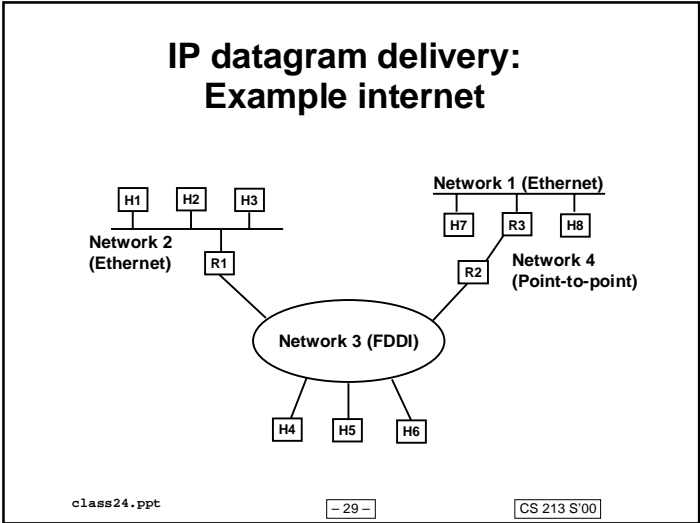 IP datagram delivery:
Example internet
H1 H2 H3
Network 2
(Ethernet)
R1
Network 1 (Ethernet)
H7 R3 H8
R2
Network 4
(Point-to-point)
Network 3 (FDDI)
H4 H5 H6
class24.ppt
– 29 –
CS 213 S’00